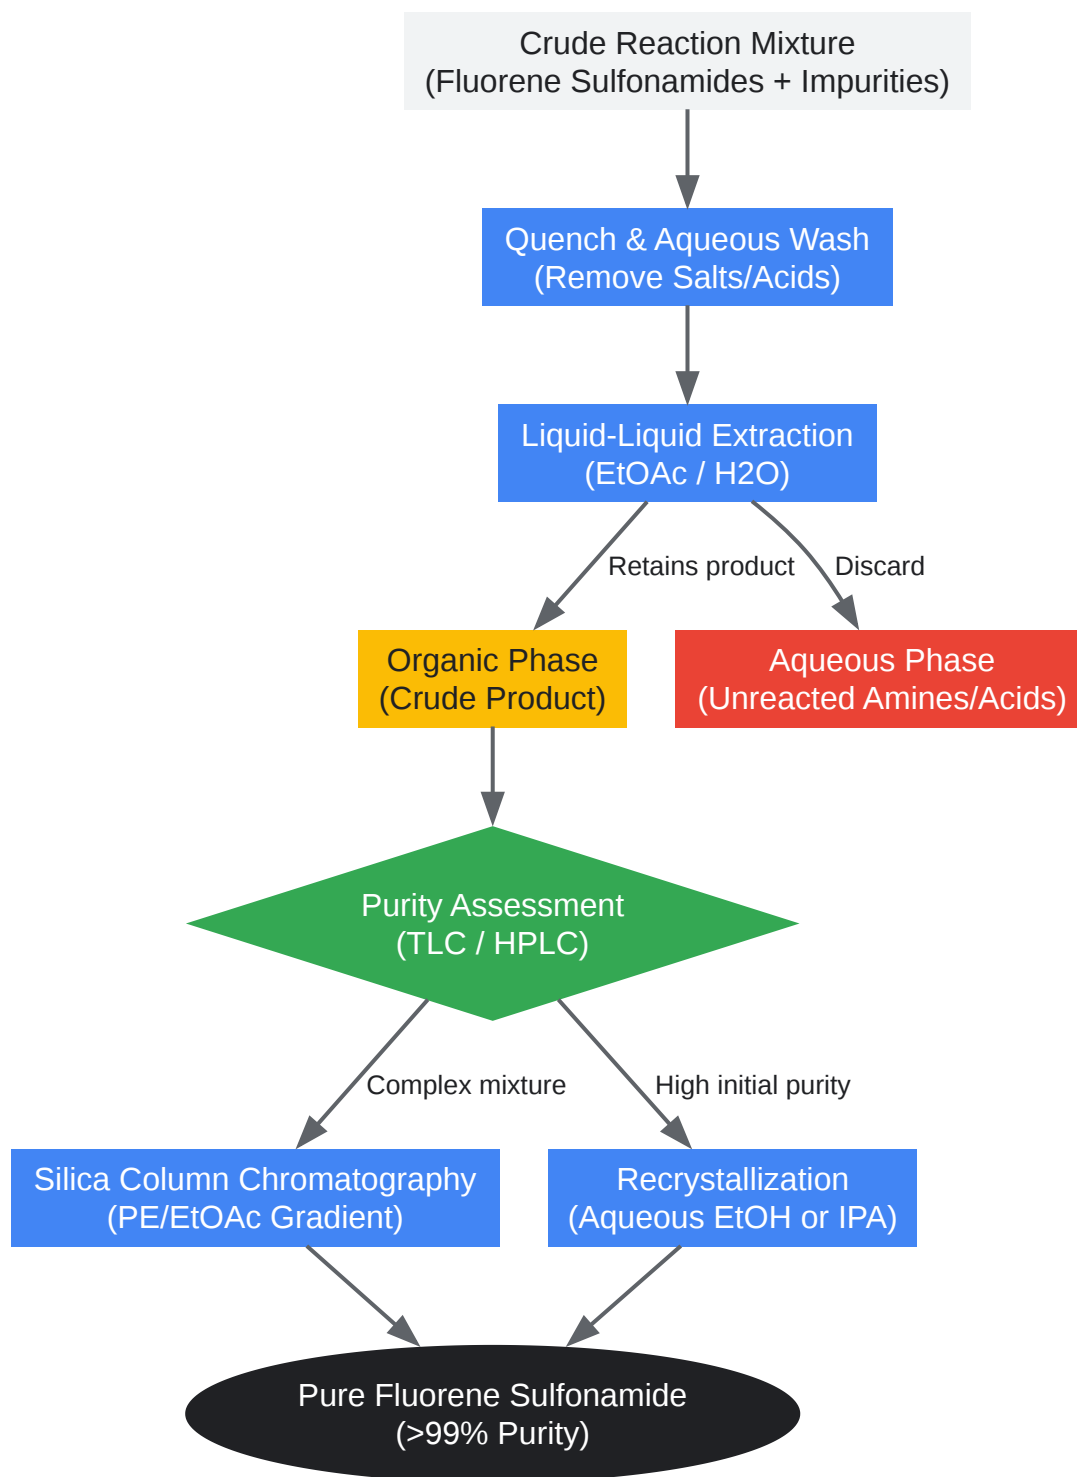 Crude Reaction Mixture
(Fluorene Sulfonamides + Impurities)
Quench & Aqueous Wash
(Remove Salts/Acids)
Liquid-Liquid Extraction
(EtOAc / H2O)
Retains product
Discard
Organic Phase
(Crude Product)
Aqueous Phase
(Unreacted Amines/Acids)
Purity Assessment
(TLC / HPLC)
Complex mixture
High initial purity
Silica Column Chromatography
(PE/EtOAc Gradient)
Recrystallization
(Aqueous EtOH or IPA)
Pure Fluorene Sulfonamide
(>99% Purity)